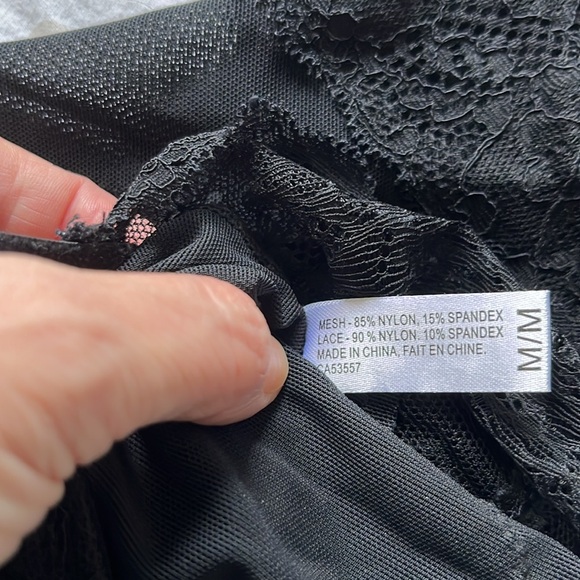 MESH - 85% NYLON, 15% SPANDEX
LACE - 90 % NYLON. 10% SPANDEX
MADE IN CHINA, FAIT EN CHINE.
CA53557
M/M